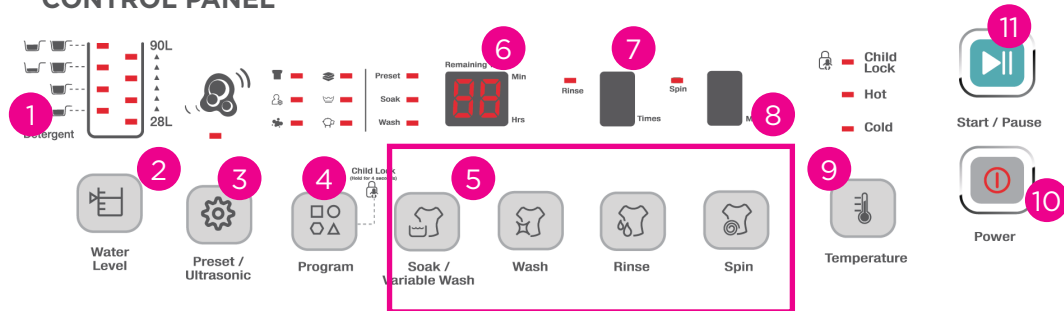 CONTROL PANEL
11
6
7
90L
Child
Lock
Remaining
Min
Preset
Rinse
Spin
Soak
Hot
1
8
Wash
Hrs
Times
28L
Cold
Start / Pause
Detergent
2
3
4
Child Lock
(Hold for 4 seconds)
5
9
10
Water
Level
Preset /
Ultrasonic
Program
Soak /
Variable Wash
Wash
Rinse
Spin
Temperature
Power